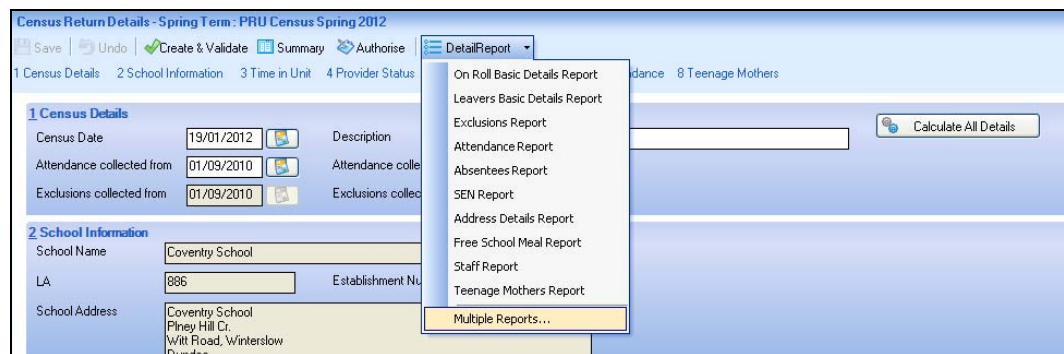 Census Return Details - Spring Term : PRU Census Spring 2012
Save Undo Create & Validate Summary Authorise DetailReport
1 Census Details 2 School Information 3 Time in Unit 4 Provider Status dance 8 Teenage Mothers
On Roll Basic Details Report
Leavers Basic Details Report
Exclusions Report
Attendance Report
Absentees Report
SEN Report
Address Details Report
Free School Meal Report
Staff Report
Teenage Mothers Report
Multiple Reports...
1 Census Details
Census Date 19/01/2012 Description
Calculate All Details
Attendance collected from 01/09/2010 Attendance colle
Exclusions collected from 01/09/2010 Exclusions collec
2 School Information
School Name Coventry School
LA 886 Establishment Nu
School Address Coventry School
Plney Hill Cr.
Witt Road, Winterslow
Dundee